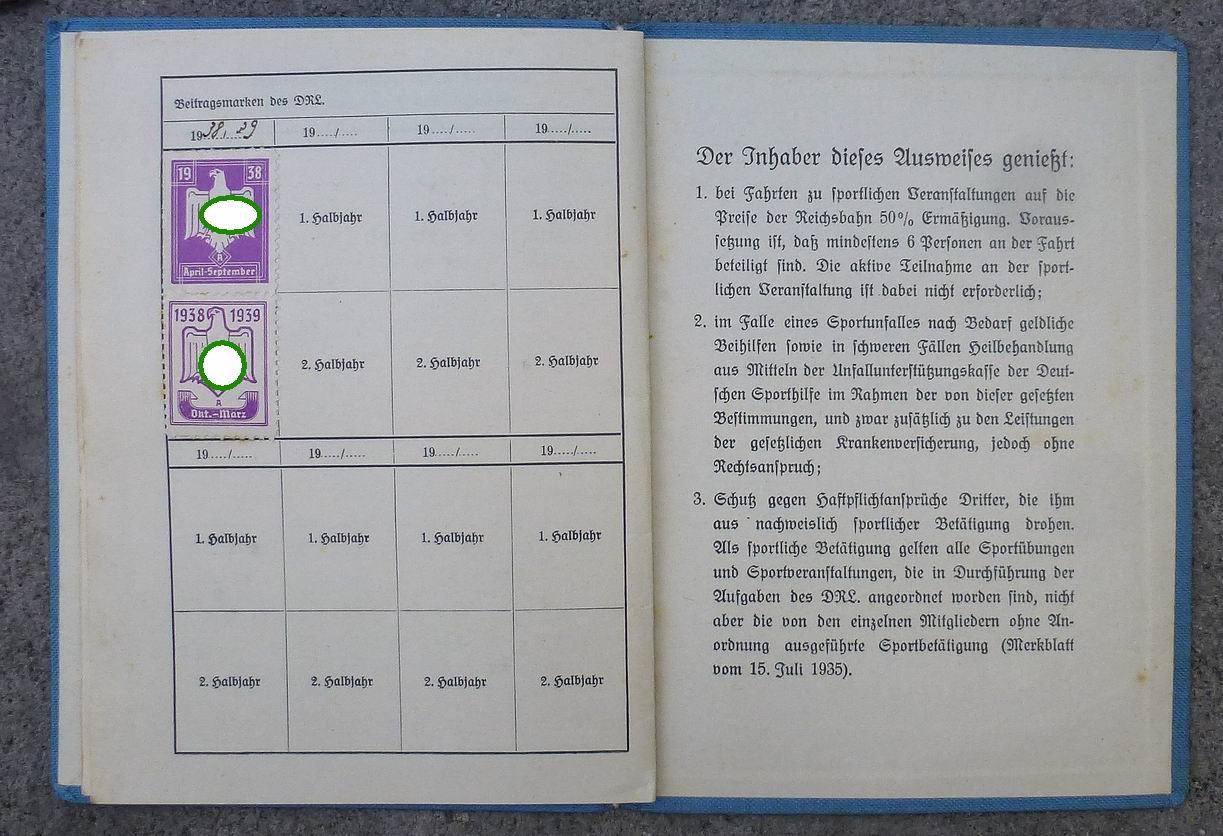 Beitragsmarken des DRL.
1938/39 19...../..... 19...../..... 19...../.....
19 38
A
April-September
1. Halbjahr 1. Halbjahr 1. Halbjahr
1938 1939
A
Okt.-März
2. Halbjahr 2. Halbjahr 2. Halbjahr
19...../..... 19...../..... 19...../..... 19...../.....
1. Halbjahr 1. Halbjahr 1. Halbjahr 1. Halbjahr
2. Halbjahr 2. Halbjahr 2. Halbjahr 2. Halbjahr
Der Inhaber dieses Ausweises genießt:
1. bei Fahrten zu sportlichen Veranstaltungen auf die
Preise der Reichsbahn 50% Ermäßigung. Voraus-
setzung ist, daß mindestens 6 Personen an der Fahrt
beteiligt sind. Die aktive Teilnahme an der sport-
lichen Veranstaltung ist dabei nicht erforderlich;
2. im Falle eines Sportunfalles nach Bedarf geldliche
Beihilfen sowie in schweren Fällen Heilbehandlung
aus Mitteln der Unfallunterstützungskasse der Deut-
schen Sporthilfe im Rahmen der von dieser gesetzten
Bestimmungen, und zwar zusätzlich zu den Leistungen
der gesetzlichen Krankenversicherung, jedoch ohne
Rechtsanspruch;
3. Schutz gegen Haftpflichtansprüche Dritter, die ihm
aus nachweislich sportlicher Betätigung drohen.
Als sportliche Betätigung gelten alle Sportübungen
und Sportveranstaltungen, die in Durchführung der
Aufgaben des DRL. angeordnet worden sind, nicht
aber die von den einzelnen Mitgliedern ohne An-
ordnung ausgeführte Sportbetätigung (Merkblatt
vom 15. Juli 1935).